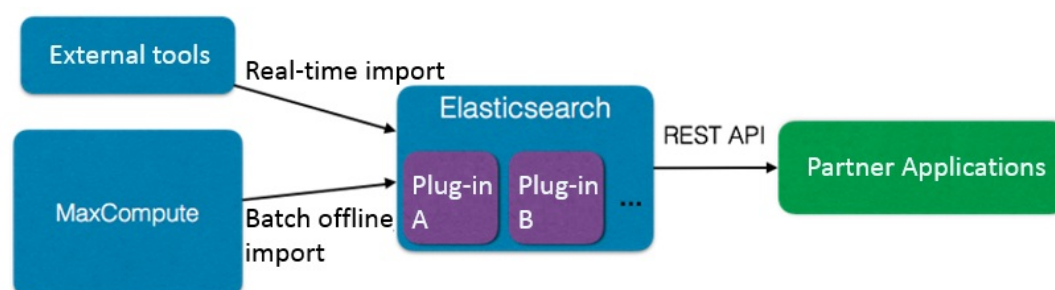 External tools
Real-time import
Elasticsearch
REST API
Partner Applications
Plug-in
A
Plug-in
B
...
MaxCompute
Batch offline
import